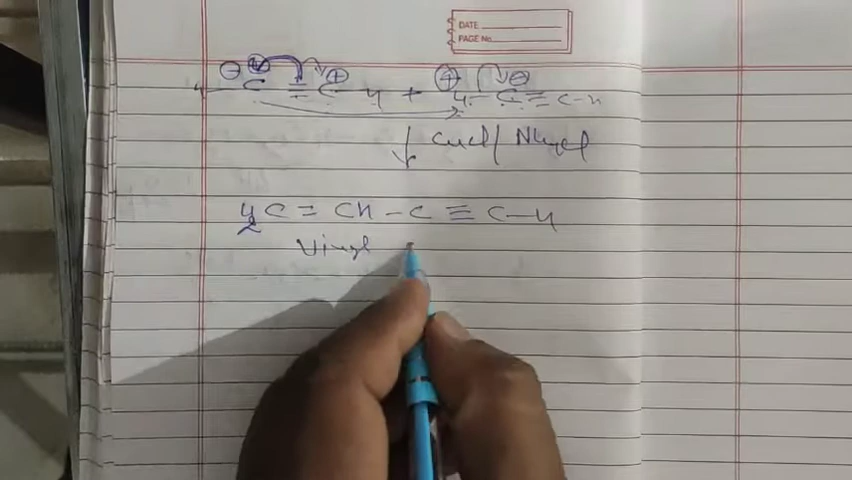 DATE
PAGE No.
H - C ≡ C - H + H - C ≡ C - H
CuCl / NH4Cl
H2C = CH - C ≡ C - H
Vinyl